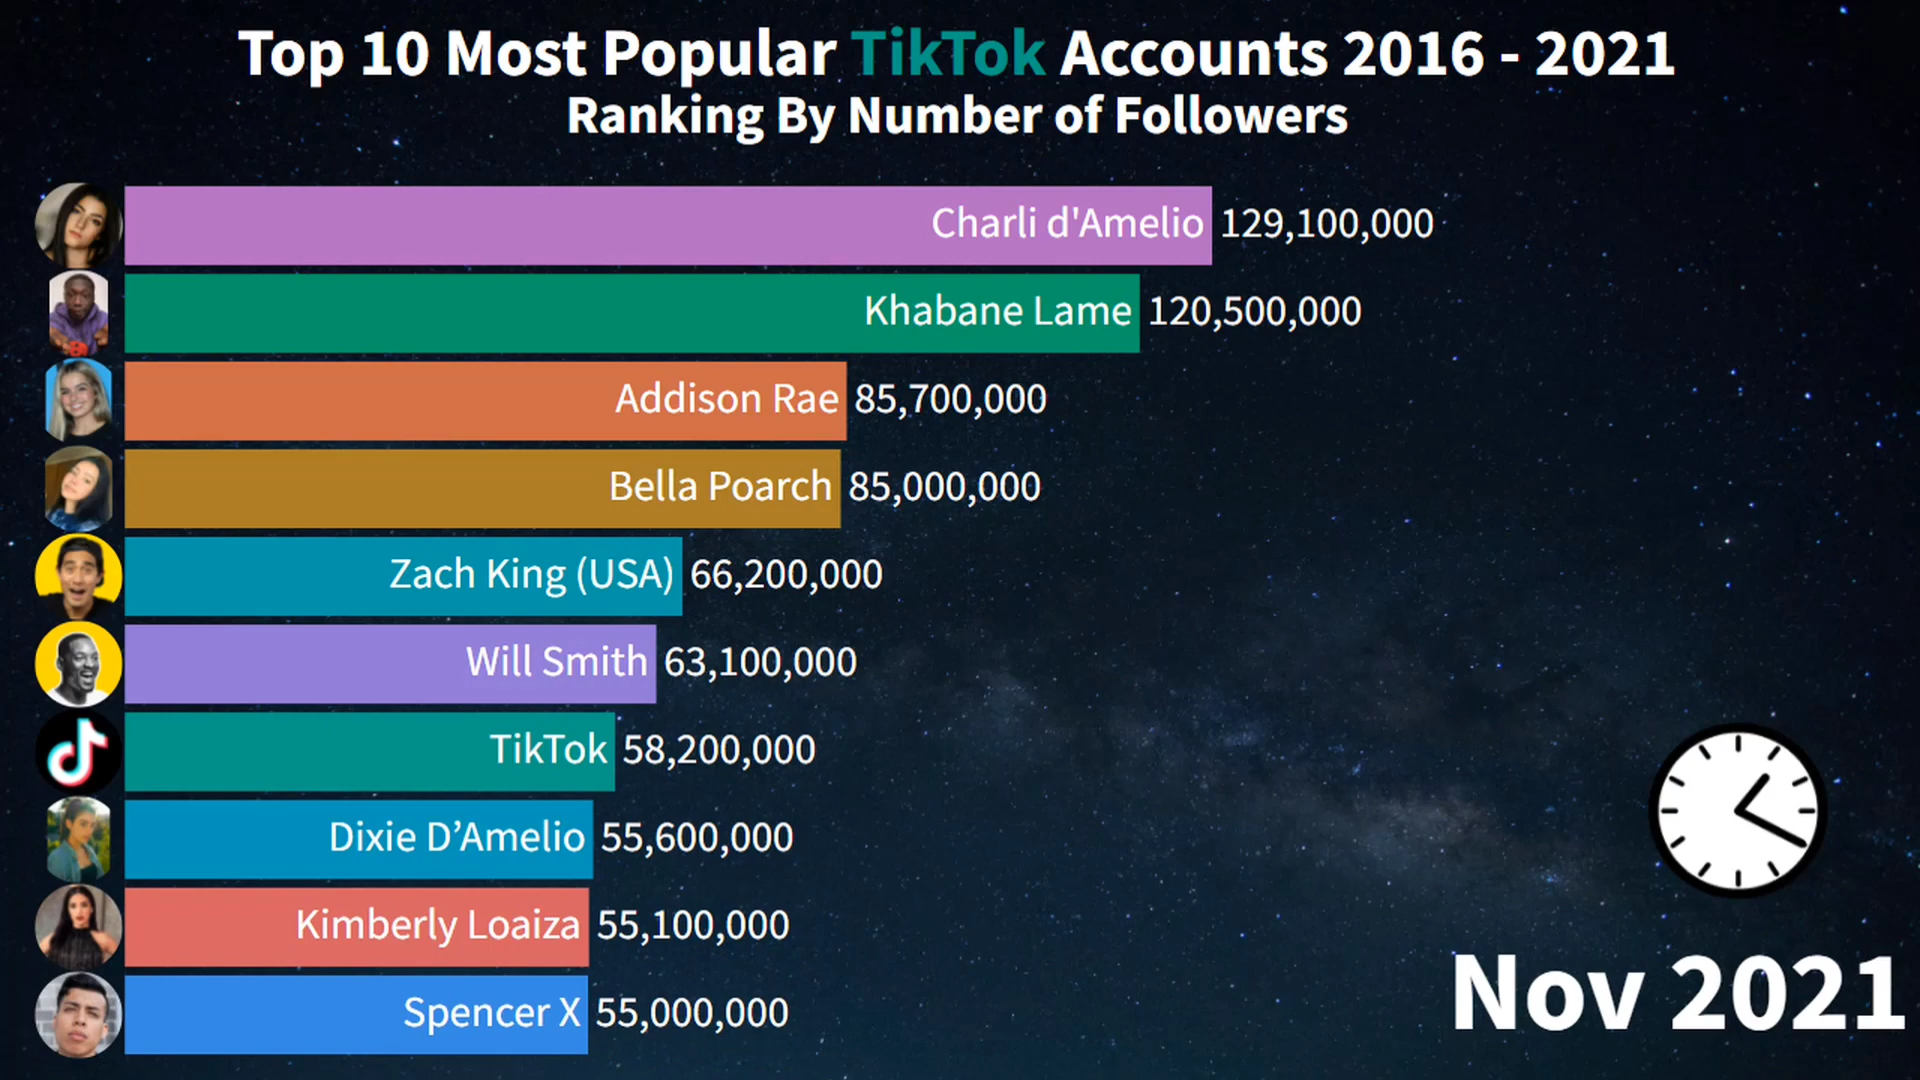 Top 10 Most Popular TikTok Accounts 2016 - 2021
Ranking By Number of Followers
Charli d'Amelio 129,100,000
Khabane Lame 120,500,000
Addison Rae 85,700,000
Bella Poarch 85,000,000
Zach King (USA) 66,200,000
Will Smith 63,100,000
TikTok 58,200,000
Dixie D’Amelio 55,600,000
Kimberly Loaiza 55,100,000
Spencer X 55,000,000
Nov 2021